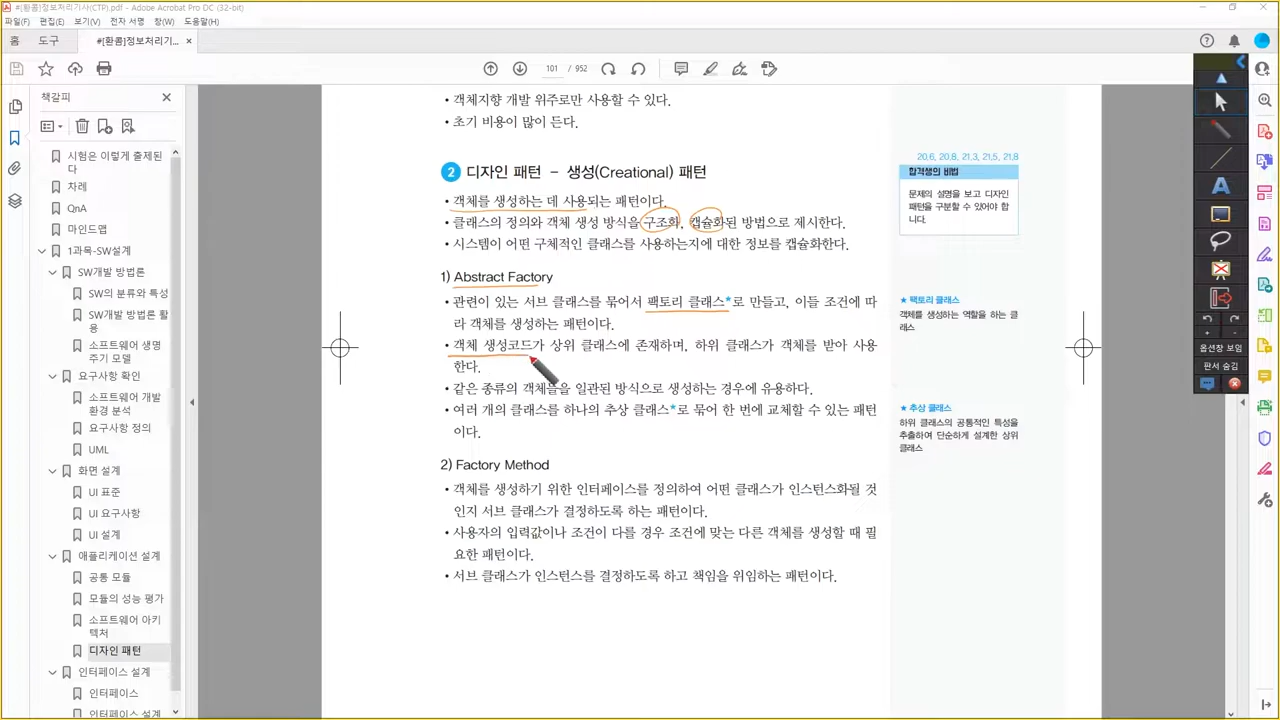 #[환콤]정보처리기사(CTP).pdf - Adobe Acrobat Pro DC (32-bit)
파일(F) 편집(E) 보기(V) 전자 서명 창(W) 도움말(H)
홈 도구 #[환콤]정보처리기... ×
101 / 952
책갈피
시험은 이렇게 출제된
다
차례
QnA
마인드맵
1과목-SW설계
SW개발 방법론
SW의 분류와 특성
SW개발 방법론 활
용
소프트웨어 생명
주기 모델
요구사항 확인
소프트웨어 개발
환경 분석
요구사항 정의
UML
화면 설계
UI 표준
UI 요구사항
UI 설계
애플리케이션 설계
공통 모듈
모듈의 성능 평가
소프트웨어 아키
텍처
디자인 패턴
인터페이스 설계
인터페이스
인터페이스 설계
• 객체지향 개발 위주로만 사용할 수 있다.
• 초기 비용이 많이 든다.
2 디자인 패턴 – 생성(Creational) 패턴
• 객체를 생성하는 데 사용되는 패턴이다.
• 클래스의 정의와 객체 생성 방식을 구조화, 캡슐화된 방법으로 제시한다.
• 시스템이 어떤 구체적인 클래스를 사용하는지에 대한 정보를 캡슐화한다.
1) Abstract Factory
• 관련이 있는 서브 클래스를 묶어서 팩토리 클래스★로 만들고, 이들 조건에 따
라 객체를 생성하는 패턴이다.
• 객체 생성코드가 상위 클래스에 존재하며, 하위 클래스가 객체를 받아 사용
한다.
• 같은 종류의 객체들을 일관된 방식으로 생성하는 경우에 유용하다.
• 여러 개의 클래스를 하나의 추상 클래스★로 묶어 한 번에 교체할 수 있는 패턴
이다.
2) Factory Method
• 객체를 생성하기 위한 인터페이스를 정의하여 어떤 클래스가 인스턴스화될 것
인지 서브 클래스가 결정하도록 하는 패턴이다.
• 사용자의 입력값이나 조건이 다를 경우 조건에 맞는 다른 객체를 생성할 때 필
요한 패턴이다.
• 서브 클래스가 인스턴스를 결정하도록 하고 책임을 위임하는 패턴이다.
20.6, 20.8, 21.3, 21.5, 21.8
합격생의 비법
문제의 설명을 보고 디자인
패턴을 구분할 수 있어야 합
니다.
★ 팩토리 클래스
객체를 생성하는 역할을 하는 클
래스
★ 추상 클래스
하위 클래스의 공통적인 특성을
추출하여 단순하게 설계한 상위
클래스
A
옵션창 보임
판서 숨김